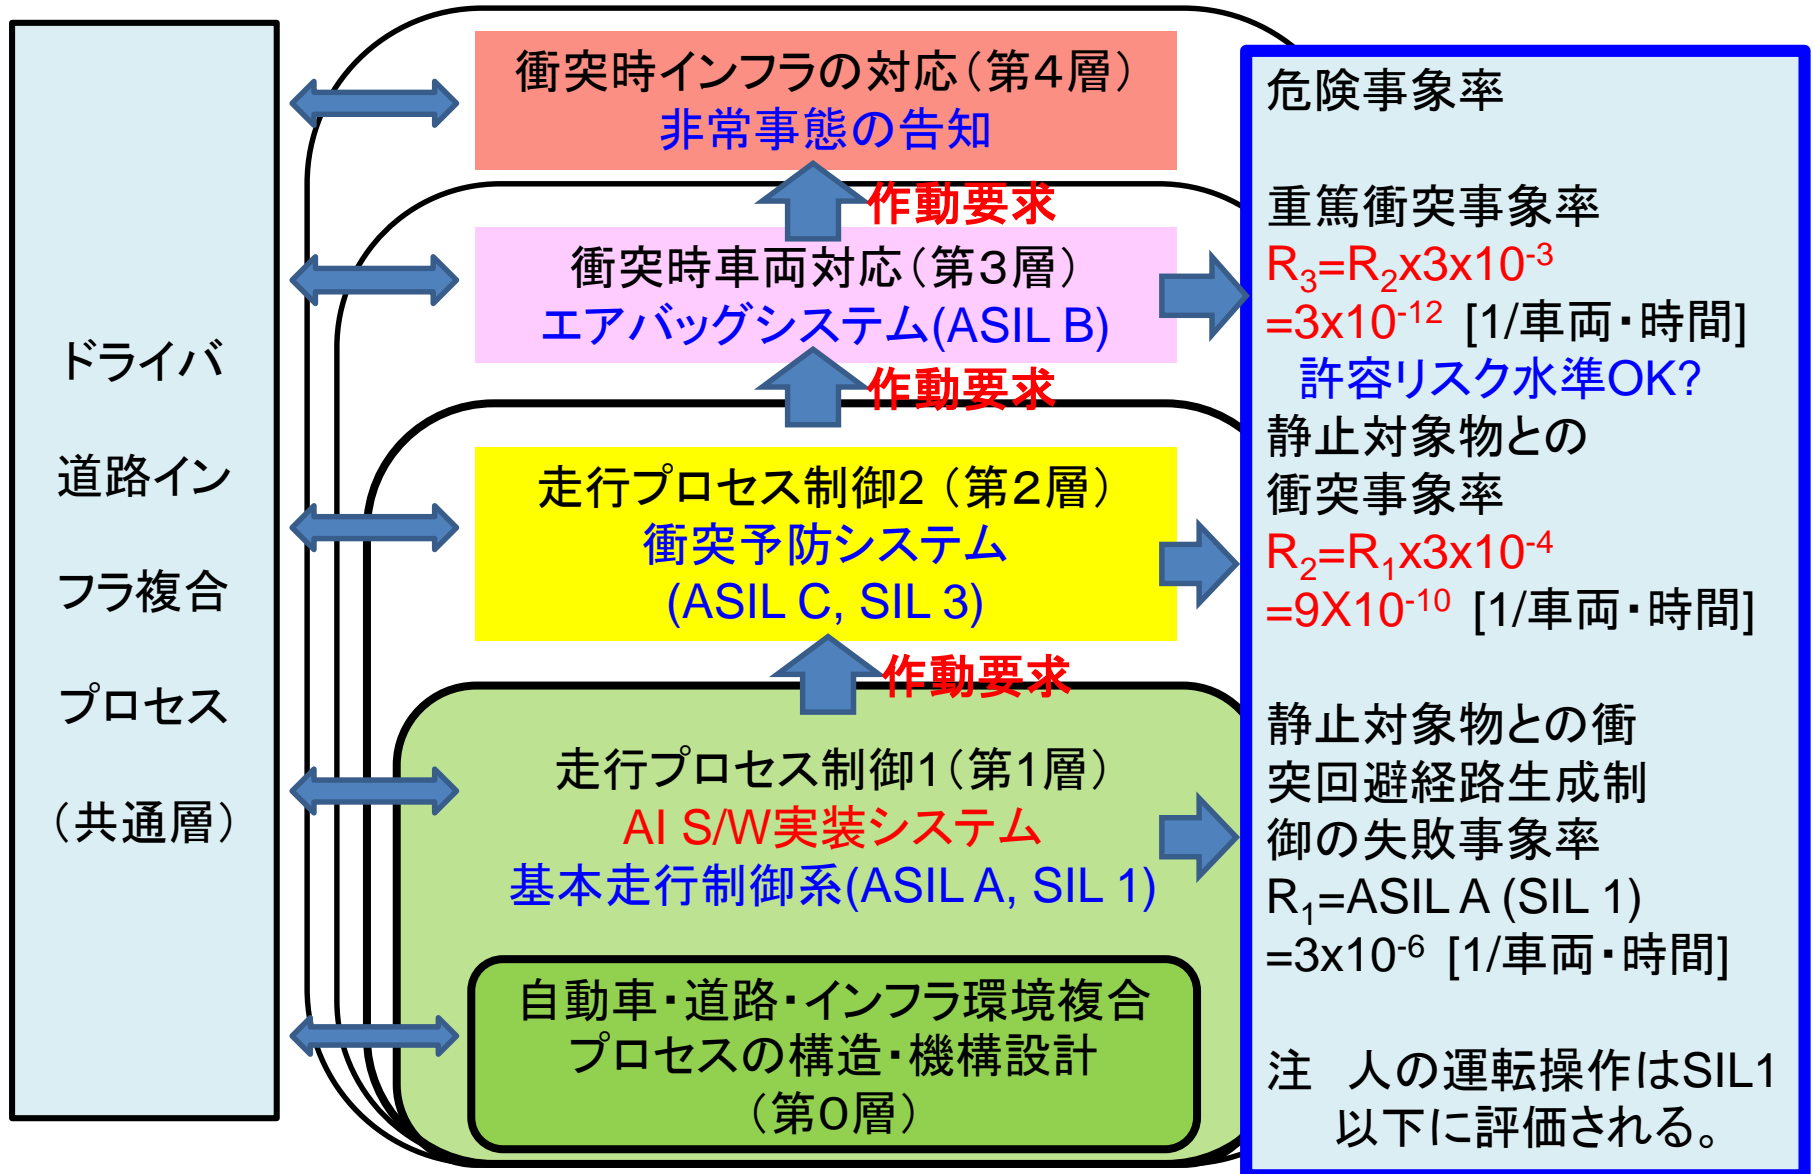 ドライバ
道路イン
フラ複合
プロセス
（共通層）
衝突時インフラの対応（第４層）
非常事態の告知
作動要求
衝突時車両対応（第３層）
エアバッグシステム(ASIL B)
作動要求
走行プロセス制御2（第２層）
衝突予防システム
(ASIL C, SIL 3)
作動要求
走行プロセス制御1（第１層）
AI S/W実装システム
基本走行制御系(ASIL A, SIL 1)
自動車・道路・インフラ環境複合
プロセスの構造・機構設計
（第０層）
危険事象率
重篤衝突事象率
R₃=R₂x3x10⁻³
=3x10⁻¹² [1/車両・時間]
許容リスク水準OK?
静止対象物との
衝突事象率
R₂=R₁x3x10⁻⁴
=9X10⁻¹⁰ [1/車両・時間]
静止対象物との衝
突回避経路生成制
御の失敗事象率
R₁=ASIL A (SIL 1)
=3x10⁻⁶ [1/車両・時間]
注　人の運転操作はSIL1
以下に評価される。